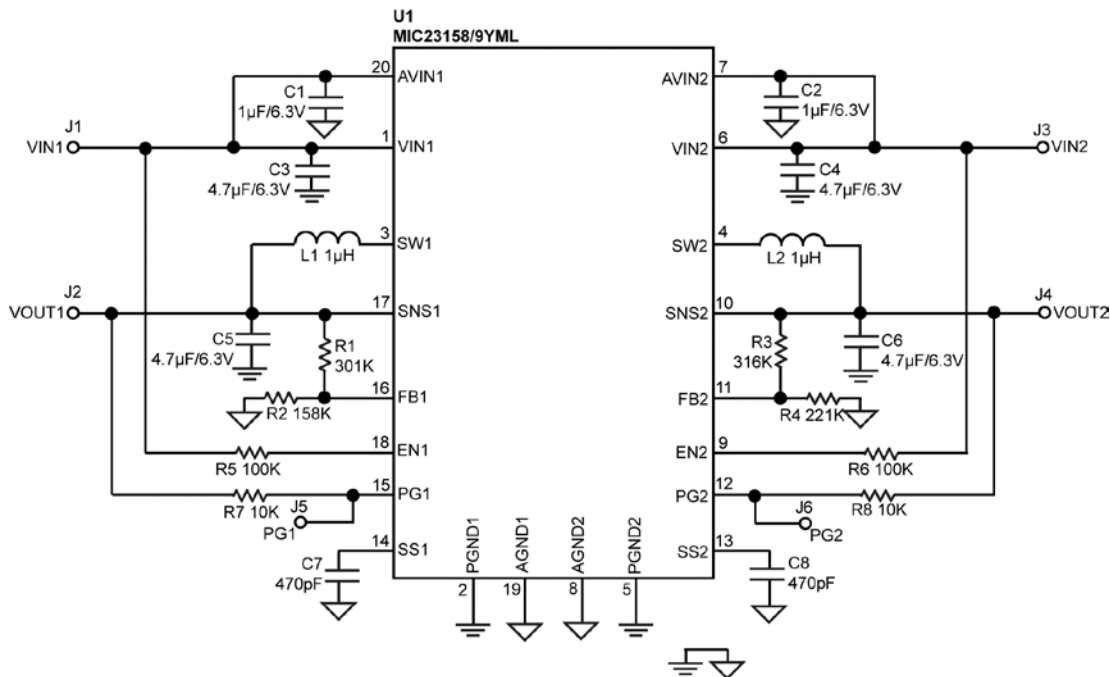 U1
MIC23158/9YML
20
AVIN1
AVIN2
7
C1
1µF/6.3V
C2
1µF/6.3V
J1
VIN1
1
VIN1
VIN2
6
J3
VIN2
C3
4.7µF/6.3V
C4
4.7µF/6.3V
3
SW1
SW2
4
L1 1µH
L2 1µH
J2
VOUT1
17
SNS1
SNS2
10
J4
VOUT2
C5
4.7µF/6.3V
R1
301K
R3
316K
C6
4.7µF/6.3V
16
FB1
FB2
11
R2 158K
R4 221K
18
EN1
EN2
9
R5 100K
R6 100K
15
PG1
PG2
12
R7 10K
R8 10K
J5
PG1
J6
PG2
14
SS1
SS2
13
C7
470pF
C8
470pF
PGND1
AGND1
AGND2
PGND2
2
19
8
5